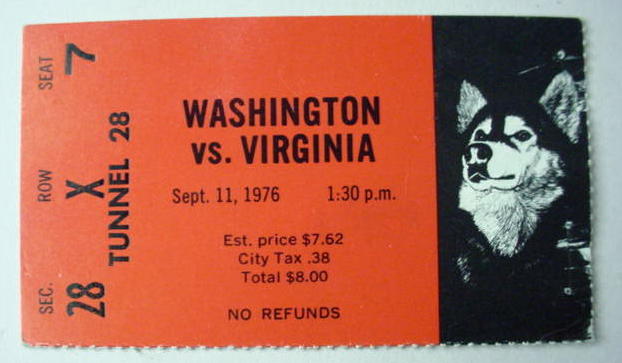 SEC. ROW SEAT
28 X 7
TUNNEL 28
WASHINGTON
vs. VIRGINIA
Sept. 11, 1976 1:30 p.m.
Est. price $7.62
City Tax .38
Total $8.00
NO REFUNDS